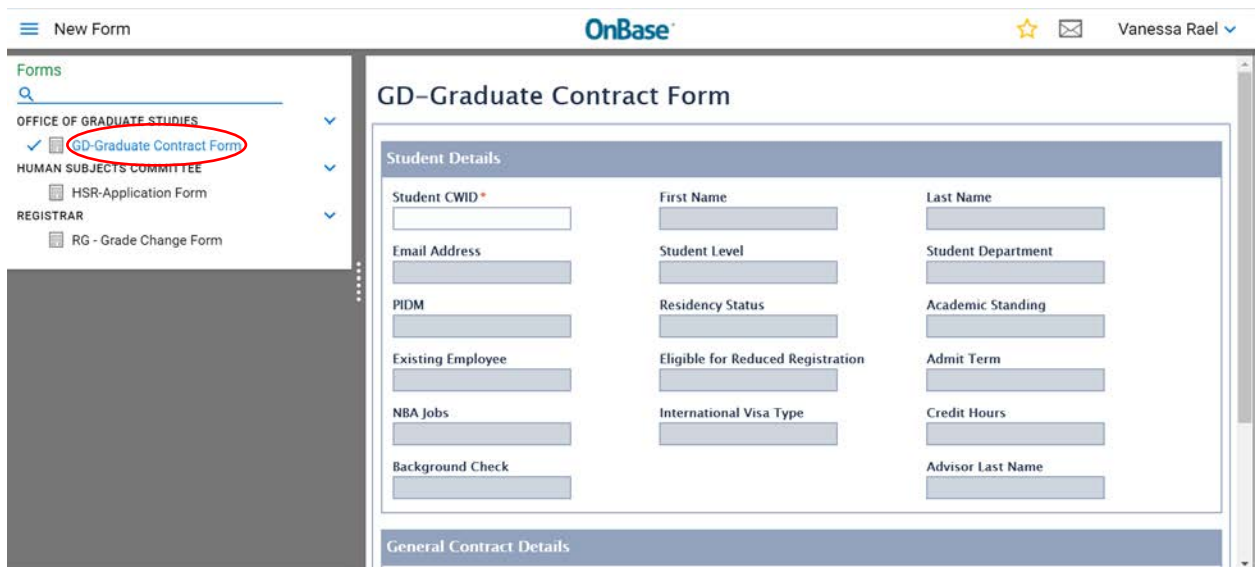 New Form
OnBase
Vanessa Rael
Forms
OFFICE OF GRADUATE STUDIES
GD-Graduate Contract Form
HUMAN SUBJECTS COMMITTEE
HSR-Application Form
REGISTRAR
RG - Grade Change Form
GD-Graduate Contract Form
Student Details
Student CWID* First Name Last Name
Email Address Student Level Student Department
PIDM Residency Status Academic Standing
Existing Employee Eligible for Reduced Registration Admit Term
NBA Jobs International Visa Type Credit Hours
Background Check Advisor Last Name
General Contract Details